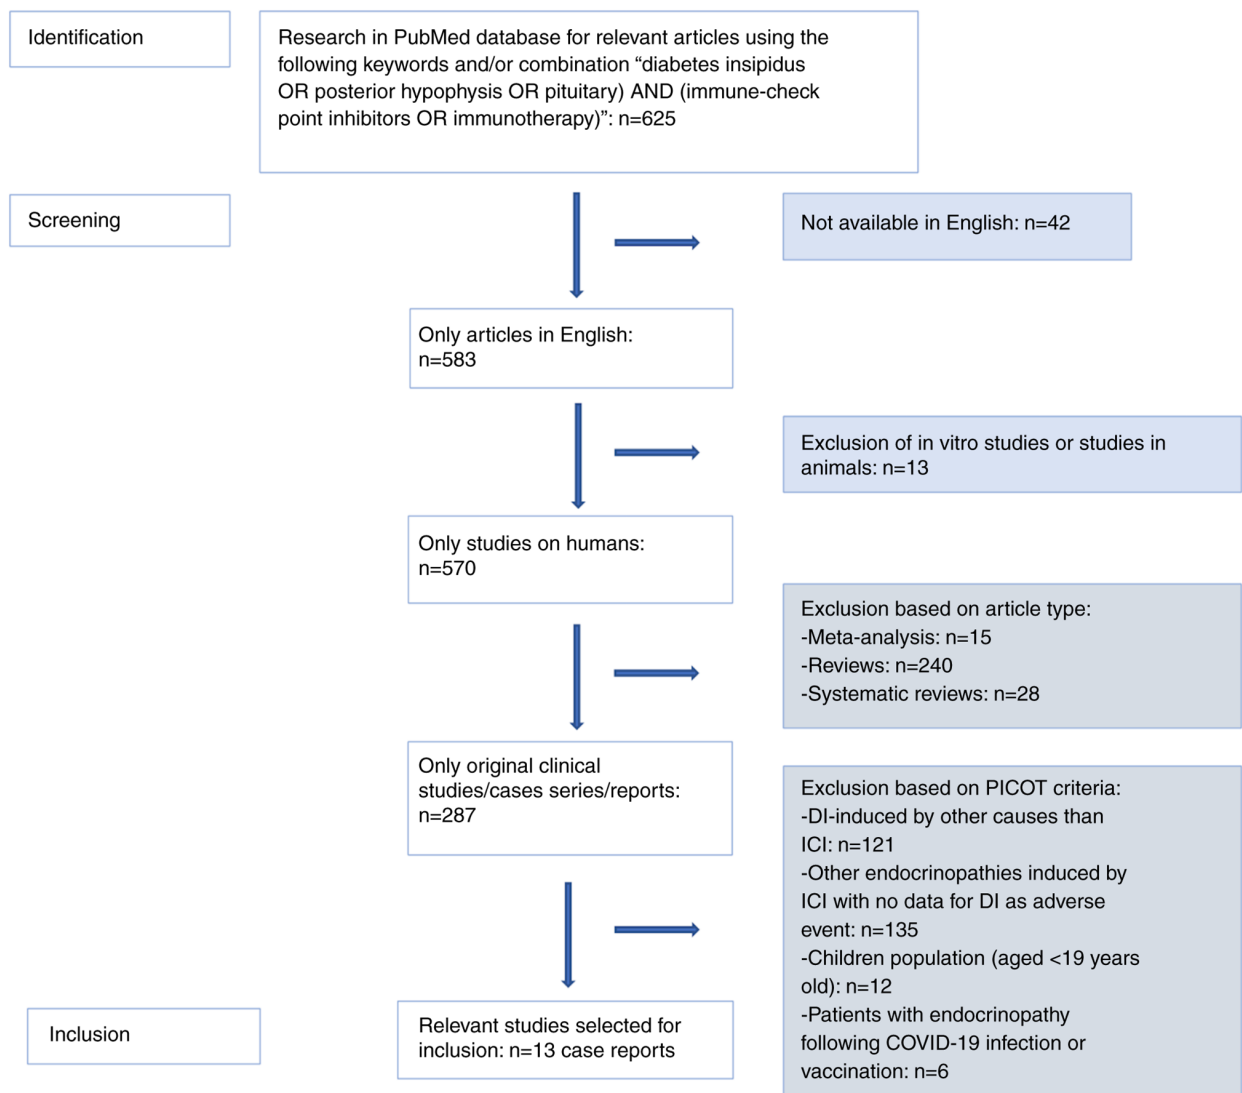 Identification
Research in PubMed database for relevant articles using the
following keywords and/or combination “diabetes insipidus
OR posterior hypophysis OR pituitary) AND (immune-check
point inhibitors OR immunotherapy)”: n=625
Screening
Not available in English: n=42
Only articles in English:
n=583
Exclusion of in vitro studies or studies in
animals: n=13
Only studies on humans:
n=570
Exclusion based on article type:
-Meta-analysis: n=15
-Reviews: n=240
-Systematic reviews: n=28
Only original clinical
studies/cases series/reports:
n=287
Exclusion based on PICOT criteria:
-DI-induced by other causes than
ICI: n=121
-Other endocrinopathies induced by
ICI with no data for DI as adverse
event: n=135
-Children population (aged <19 years
old): n=12
-Patients with endocrinopathy
following COVID-19 infection or
vaccination: n=6
Inclusion
Relevant studies selected for
inclusion: n=13 case reports